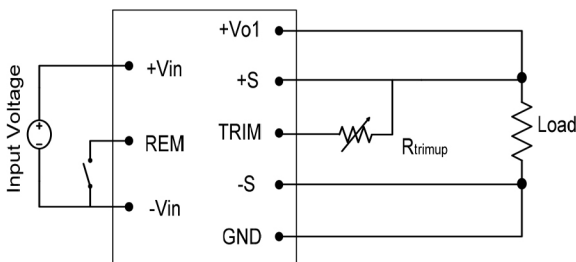 +Vo1
+Vin
+S
Input Voltage
REM
TRIM
Rtrimup
Load
-S
-Vin
GND